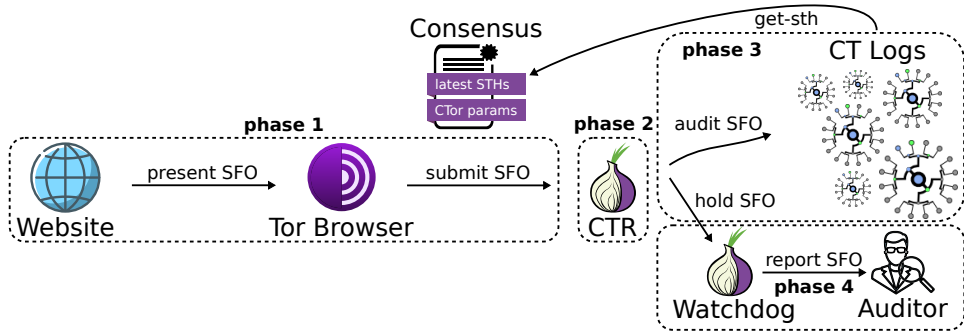 get-sth
Consensus
phase 3
CT Logs
latest STHs
CTor params
phase 1
phase 2
audit SFO
present SFO
submit SFO
hold SFO
Website
Tor Browser
CTR
report SFO
phase 4
Watchdog
Auditor